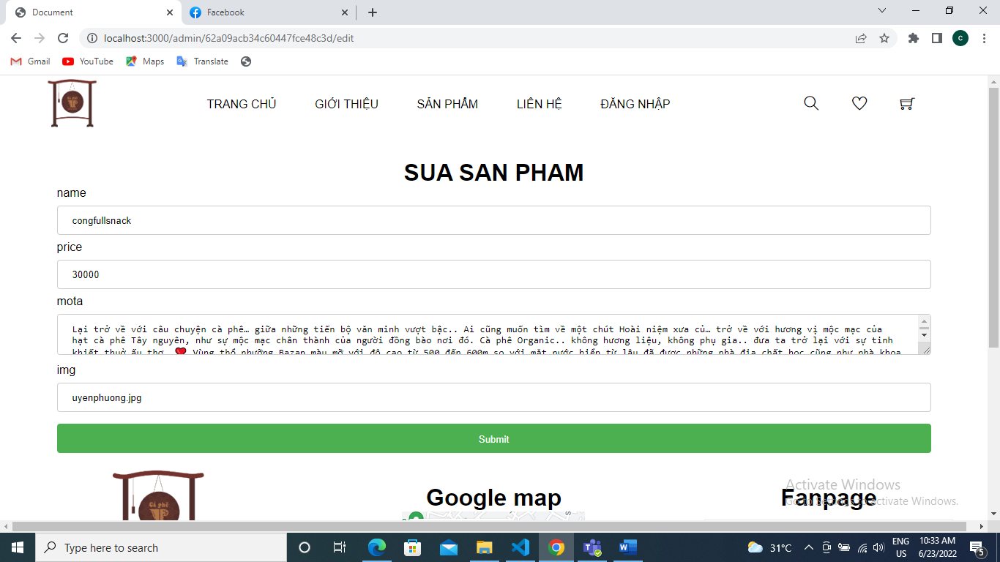 Document
Facebook
localhost:3000/admin/62a09acb34c60447fce48c3d/edit
C
Gmail
YouTube
Maps
Translate
Cà phê
TRANG CHỦ
GIỚI THIỆU
SẢN PHẨM
LIÊN HỆ
ĐĂNG NHẬP
SUA SAN PHAM
name
congfullsnack
price
30000
mota
Lại trở về với câu chuyện cà phê… giữa những tiến bộ văn minh vượt bậc.. Ai cũng muốn tìm về một chút Hoài niệm xưa củ… trở về với hương vị mộc mạc của
hạt cà phê Tây nguyên, như sự mộc mạc chân thành của người đồng bào nơi đó. Cà phê Organic.. không hương liệu, không phụ gia.. đưa ta trở lại với sự tinh
khiết thuở ấu thơ. ❤ Vùng thổ nhưỡng Bazan màu mỡ với độ cao từ 500 đến 600m so với mặt nước biển từ lâu đã được những nhà địa chất học cũng như nhà khoa
img
uyenphuong.jpg
Submit
Cà phê
Google map
Fanpage
Activate Windows
Go to Settings to activate Windows.
Type here to search
31°C
ENG
US
10:33 AM
6/23/2022
5